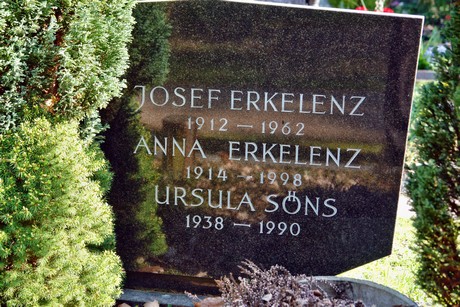 JOSEF ERKELENZ
1912 — 1962
ANNA ERKELENZ
1914 — 1998
URSULA SÖNS
1938 — 1990